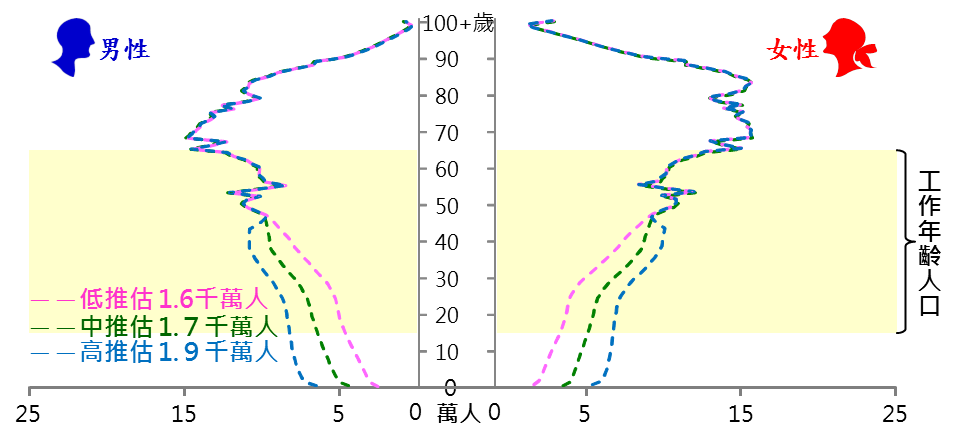 男性
女性
100+歲
90
80
70
60
50
40
30
20
10
0
工作年齡人口
－－低推估 1.6千萬人
－－中推估 1.7 千萬人
－－高推估 1.9 千萬人
25 15 5 0 萬人 0 5 15 25